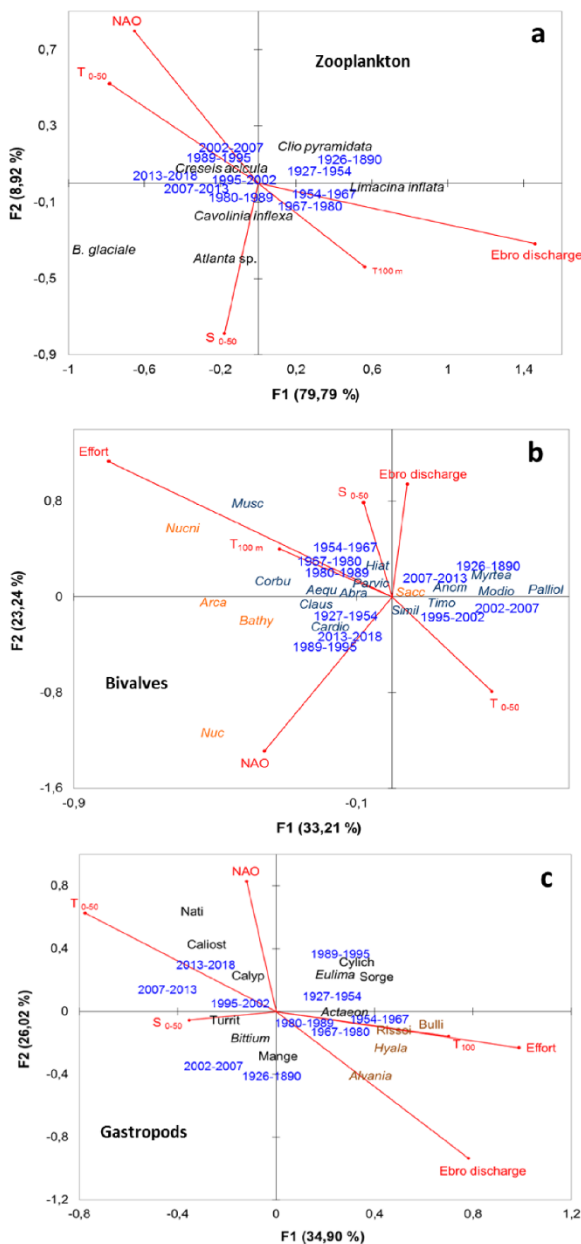 a
Zooplankton
NAO
T 0-50
0,7
0,3
-0,1
-0,5
-0,9
F2 (8,92 %)
2002-2007
1989-1995
Creseis acicula
2013-2018
1995-2002
2007-2013
1980-1989
Cavolinia inflexa
B. glaciale
Atlanta sp.
S 0-50
Clio pyramidata
1926-1890
1927-1954
Limacina inflata
1954-1967
1967-1980
Ebro discharge
T100 m
-1
-0,6
-0,2
0,2
0,6
1
1,4
F1 (79,79 %)
b
Effort
Ebro discharge
S 0-50
Musc
0,8
Nucni
T 100 m
1954-1967
1967-1980
Hiat
1980-1989
1926-1890
2007-2013
Myrtea
Corbu
Parvic
Aequ
Abra
Sacc
Anom
Modio
Palliol
0
Arca
Claus
Simil
Timo
2002-2007
Bathy
1927-1954
1995-2002
Cardio
2013-2018
1989-1995
F2 (23,24 %)
-0,8
Bivalves
T 0-50
Nuc
NAO
-1,6
-0,9
-0,1
F1 (33,21 %)
c
NAO
0,8
T 0-50
Nati
Caliost
0,4
2013-2018
Calyp
1989-1995
Cylich
Eulima
Sorge
2007-2013
1995-2002
1927-1954
0
S 0-50
Turrit
Actaeon
1980-1989
1954-1967
1967-1980
Rissoi
Bulli
T100
Effort
Bittium
Mange
Hyala
2002-2007
1926-1890
Alvania
F2 (26,02 %)
-0,4
-0,8
Gastropods
Ebro discharge
-1,2
-0,8
-0,4
0
0,4
0,8
1,2
F1 (34,90 %)